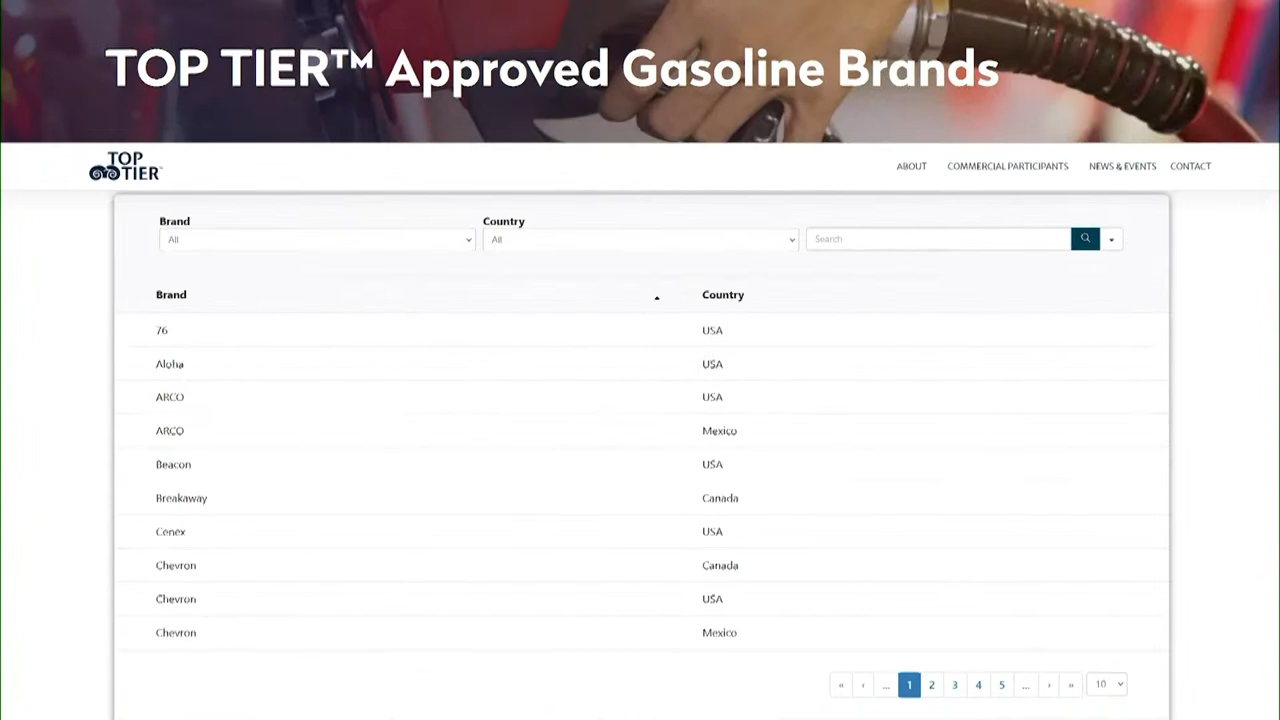 TOP TIER™ Approved Gasoline Brands
TOP TIER™
ABOUT COMMERCIAL PARTICIPANTS NEWS & EVENTS CONTACT
Brand Country
All All Search
Brand Country
76 USA
Aloha USA
ARCO USA
ARCO Mexico
Beacon USA
Breakaway Canada
Cenex USA
Chevron Canada
Chevron USA
Chevron Mexico
« ‹ ... 1 2 3 4 5 ... › » 10